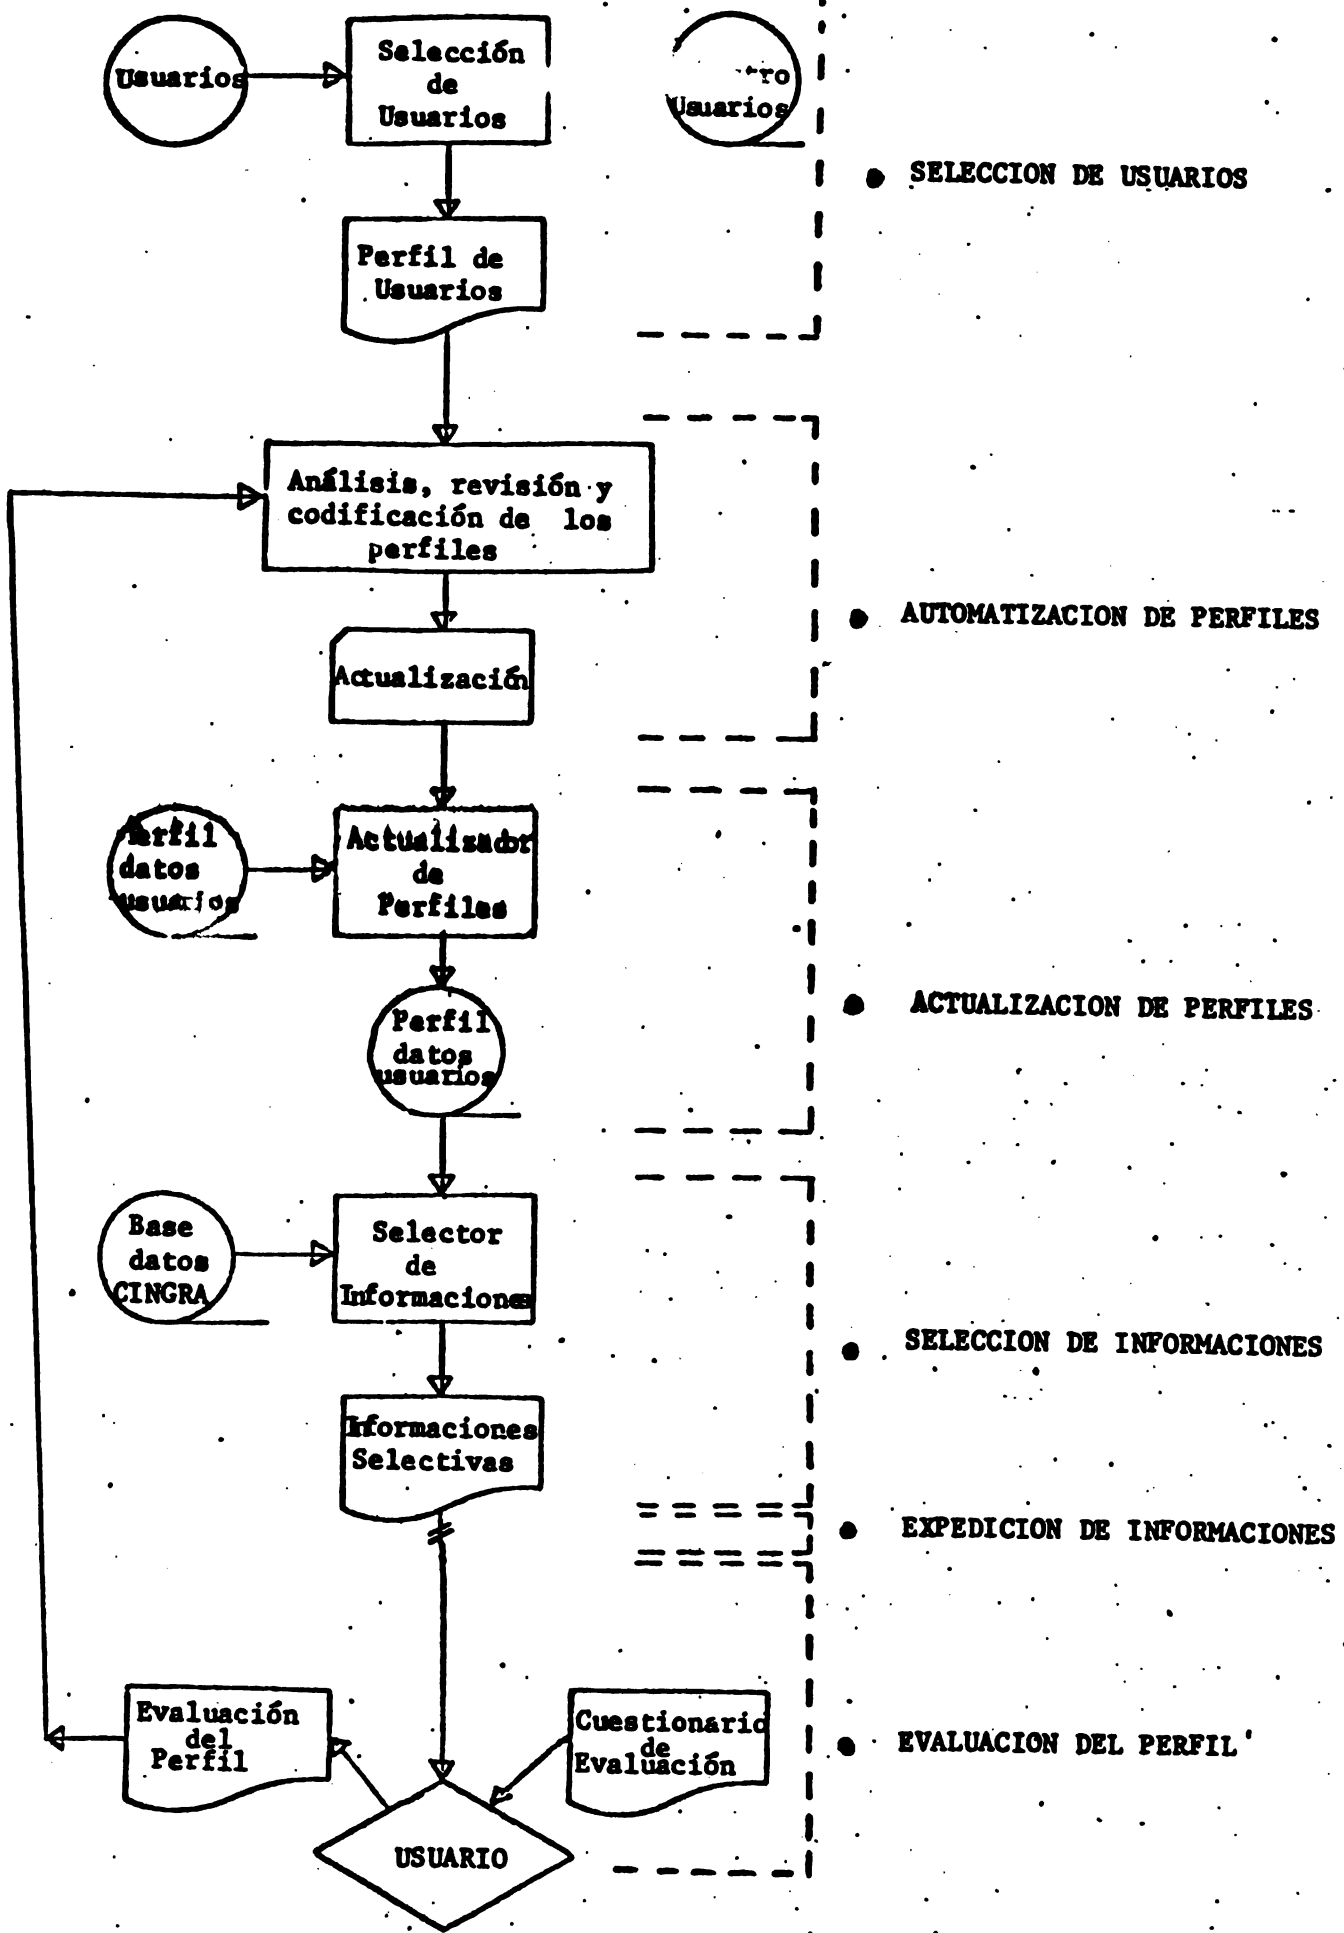 Usuarios
Selección
de
Usuarios
Usuarios
SELECCION DE USUARIOS
Perfil de
Usuarios
Análisis, revisión y
codificación de los
perfiles
AUTOMATIZACION DE PERFILES
Actualización
Perfil
datos
usuarios
Actualizador
de
Perfiles
ACTUALIZACION DE PERFILES
Perfil
datos
usuarios
Base
datos
CINGRA
Selector
de
Informaciones
SELECCION DE INFORMACIONES
Informaciones
Selectivas
EXPEDICION DE INFORMACIONES
Evaluación
del
Perfil
Cuestionario
de
Evaluación
EVALUACION DEL PERFIL
USUARIO